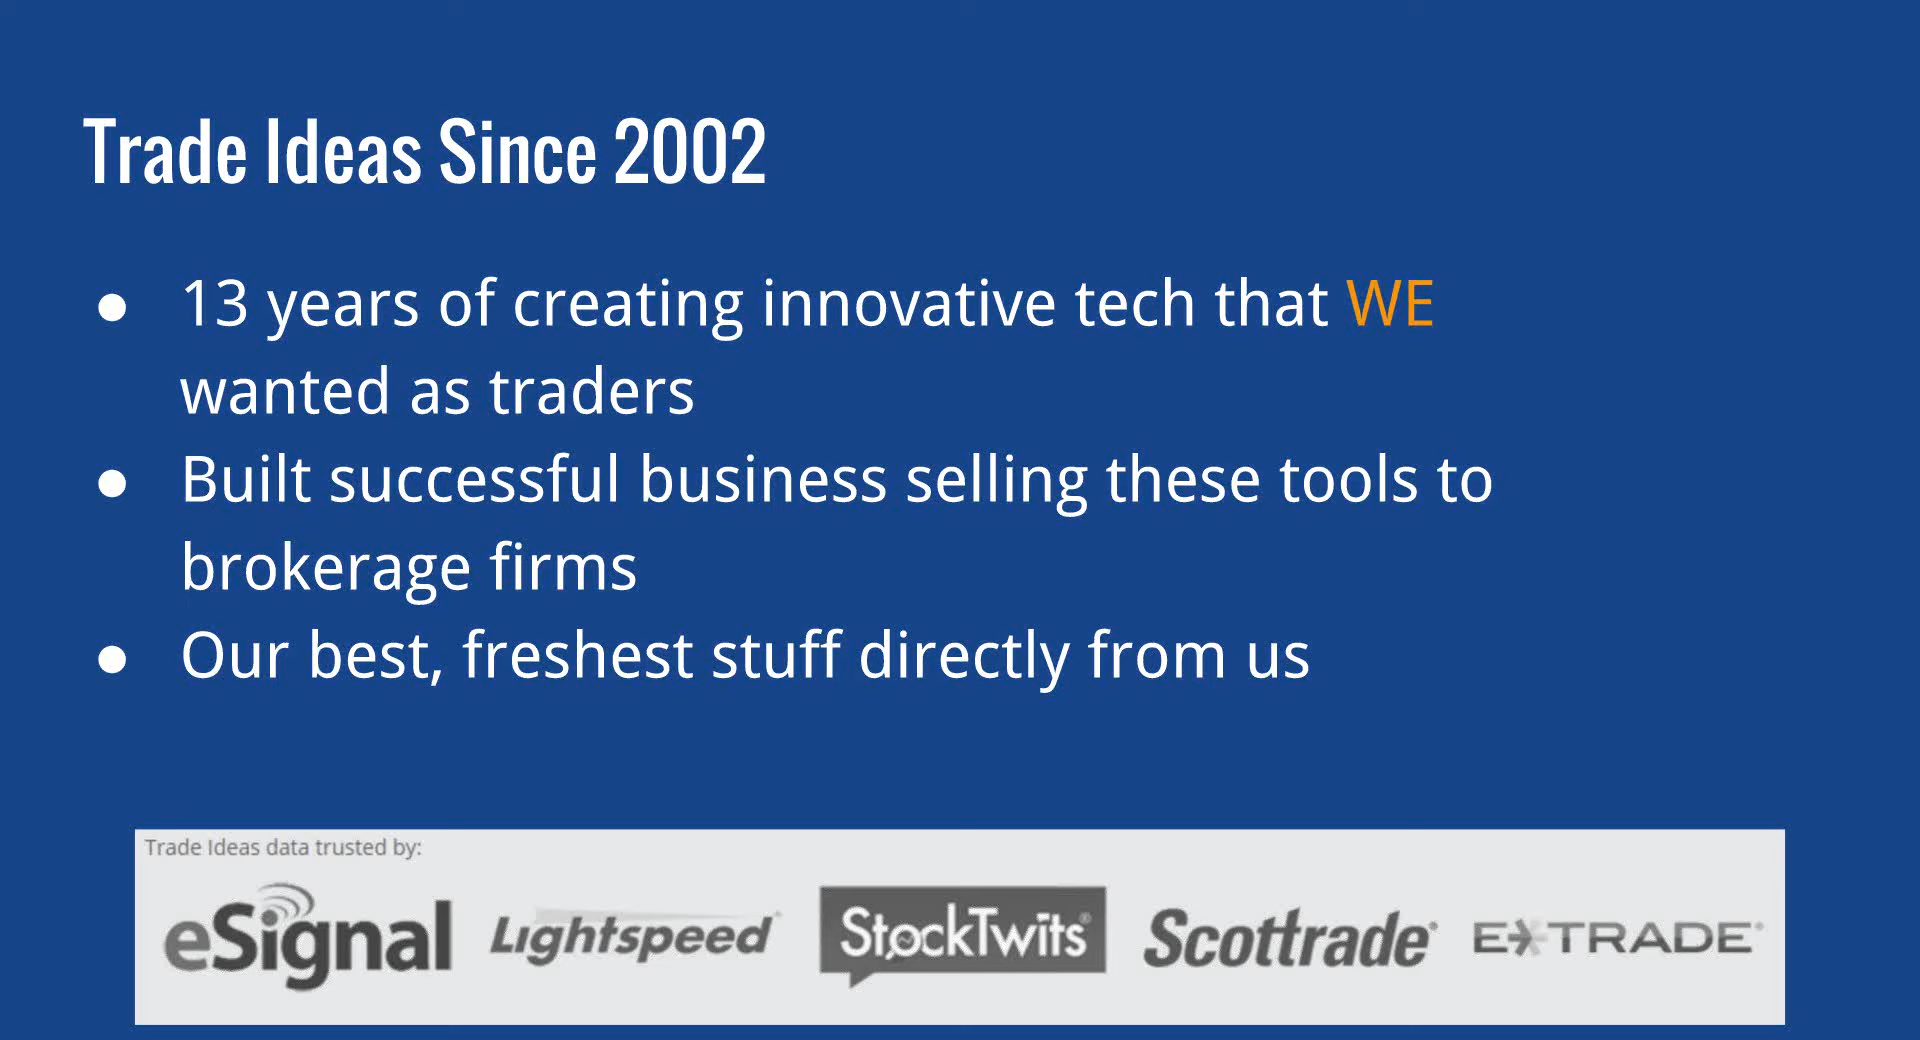 Trade Ideas Since 2002
● 13 years of creating innovative tech that WE
wanted as traders
● Built successful business selling these tools to
brokerage firms
● Our best, freshest stuff directly from us
Trade Ideas data trusted by:
eSignal Lightspeed® StockTwits® Scottrade® E*TRADE®